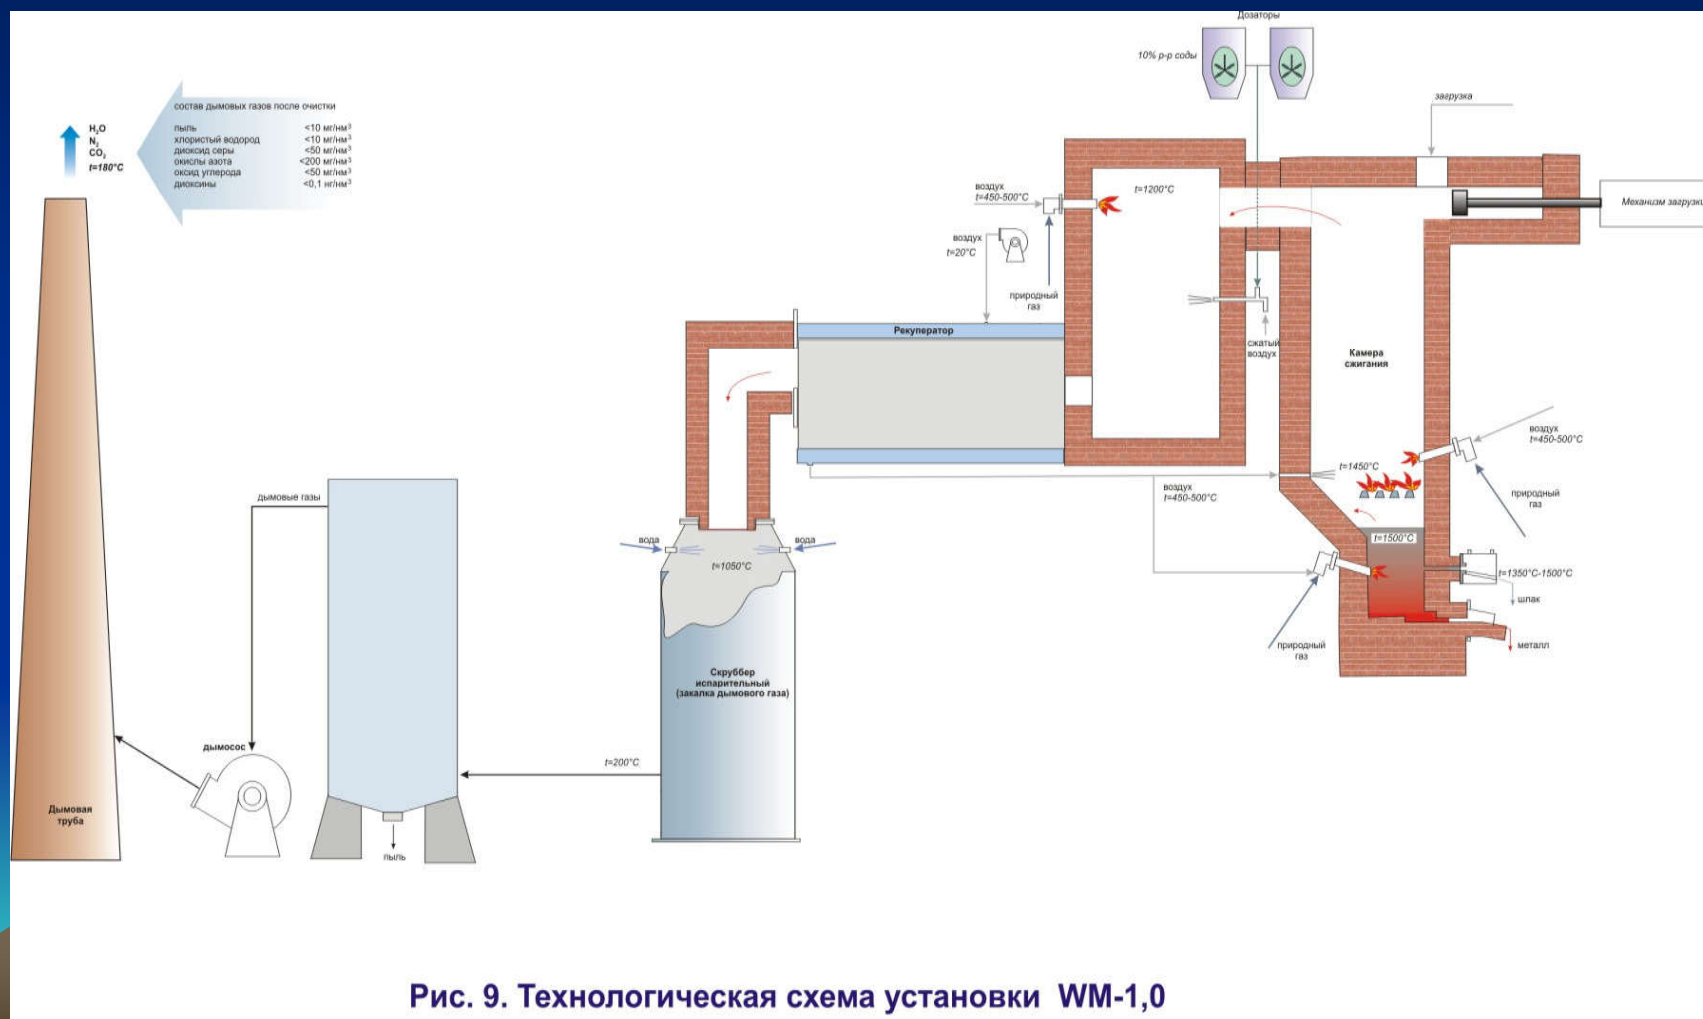 Дозаторы
10% р-р соды
загрузка
Механизм загрузки
состав дымовых газов после очистки
пыль <10 мг/нм³
хлористый водород <10 мг/нм³
диоксид серы <50 мг/нм³
окислы азота <200 мг/нм³
оксид углерода <50 мг/нм³
диоксины <0,1 нг/нм³
H₂O
N₂
CO₂
t=180°C
воздух
t=450-500°C
t=1200°C
воздух
t=20°C
природный
газ
Рекуператор
сжатый
воздух
Камера
сжигания
воздух
t=450-500°C
t=1450°C
природный
газ
воздух
t=450-500°C
дымовые газы
вода
вода
t=1050°C
t=1500°C
t=1350°C-1500°C
шлак
металл
природный
газ
Скруббер
испарительный
(закалка дымового газа)
t=200°C
дымосос
Дымовая
труба
пыль
Рис. 9. Технологическая схема установки WM-1,0